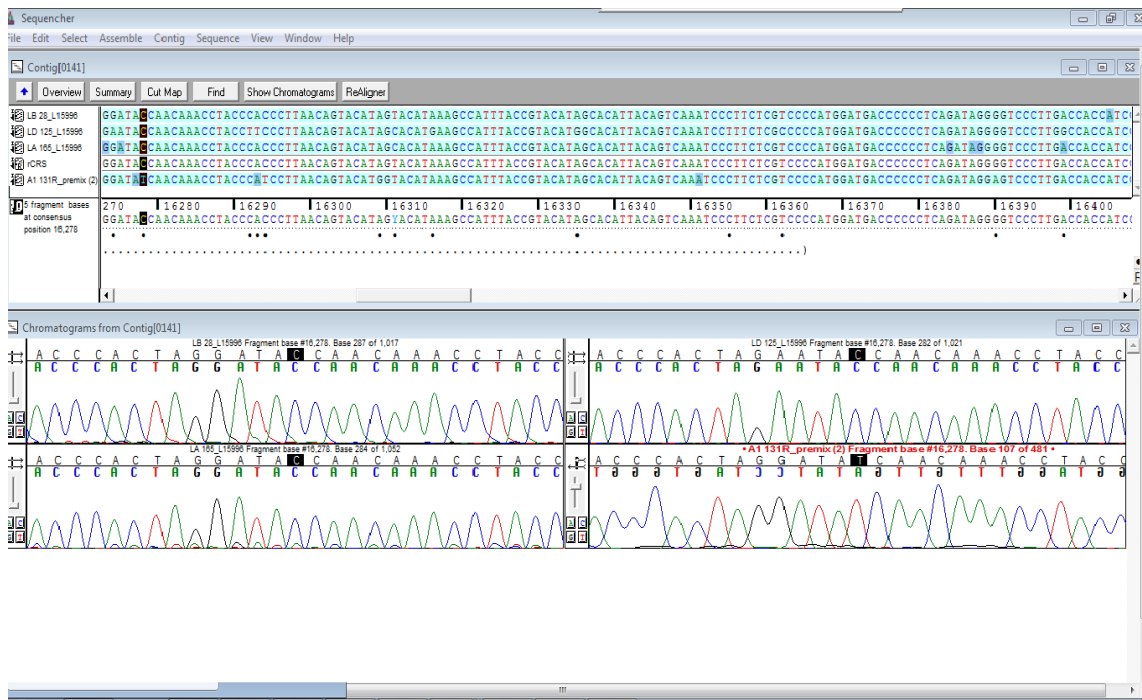 Sequencher
File Edit Select Assemble Contig Sequence View Window Help
Contig[0141]
Overview Summary Cut Map Find Show Chromatograms ReAligner
LB 28_L15996 GGATACCAACAAACCTACCCACCCTTAACAGTACATAGTACATAAAGCCATTTACCGTACATAGCACATTACAGTCAAATCCCTTCTCGTCCCCATGGATGACCCCCCTCAGATAGGGGTCCCTTGACCACCATC
LD 125_L15996 GAATACCAACAAACCTACCTTCCCTTAACAGTACATAGCACATGAAGCCATTTACCGTACATGGCACATTACAGTCAAATCCCTTCTCGCCCCCATGGATGACCCCCCTCAGATAGGGGTCCCTTGGCCACCATC
LA 165_L15996 GGATACCAACAAACCTACCCACCCTTAACAGTACATAGTACATAAAGCCATTTACCGTACATAGCACATTACAGTCAAATCCCTTCTCGTCCCCATGGATGACCCCCCTCAGATAGGGGTCCCTTGACCACCATC
rCRS GGATACCAACAAACCTACCCACCCTTAACAGTACATAGTACATAAAGCCATTTACCGTACATAGCACATTACAGTCAAATCCCTTCTCGTCCCCATGGATGACCCCCCTCAGATAGGGGTCCCTTGACCACCATC
A1 131R_premix (2) GGATATCAACAAACCTACCCATCCTTAACAGTACATGGTACATAAAGCCATTTACCGTACATAGCACATTACAGTCAAATCCCTTCTCGTCCCCATGGATGACCCCCCTCAGATAGGAGTCCCTTGACCACCATC
5 fragment bases at consensus position 16,278
270 16280 16290 16300 16310 16320 16330 16340 16350 16360 16370 16380 16390 16400
GGATACCAACAAACCTACCCACCCTTAACAGTACATAGYACATAAAGCCATTTACCGTACATAGCACATTACAGTCAAATCCCTTCTCGTCCCCATGGATGACCCCCCTCAGATAGGGGTCCCTTGACCACCATC
Chromatograms from Contig[0141]
LB 28_L15996 Fragment base #16,278. Base 287 of 1,017
A C C C A C T A G G A T A C C A A C A A A C C T A C C
A C C C A C T A G G A T A C C A A C A A A C C T A C C
LD 125_L15996 Fragment base #16,278. Base 282 of 1,021
A C C C A C T A G A A T A C C A A C A A A C C T A C C
A C C C A C T A G A A T A C C A A C A A A C C T A C C
LA 165_L15996 Fragment base #16,278. Base 284 of 1,052
A C C C A C T A G G A T A C C A A C A A A C C T A C C
A C C C A C T A G G A T A C C A A C A A A C C T A C C
•A1 131R_premix (2) Fragment base #16,278. Base 107 of 481 •
A C C C A C T A G G A T A T C A A C A A A C C T A C C